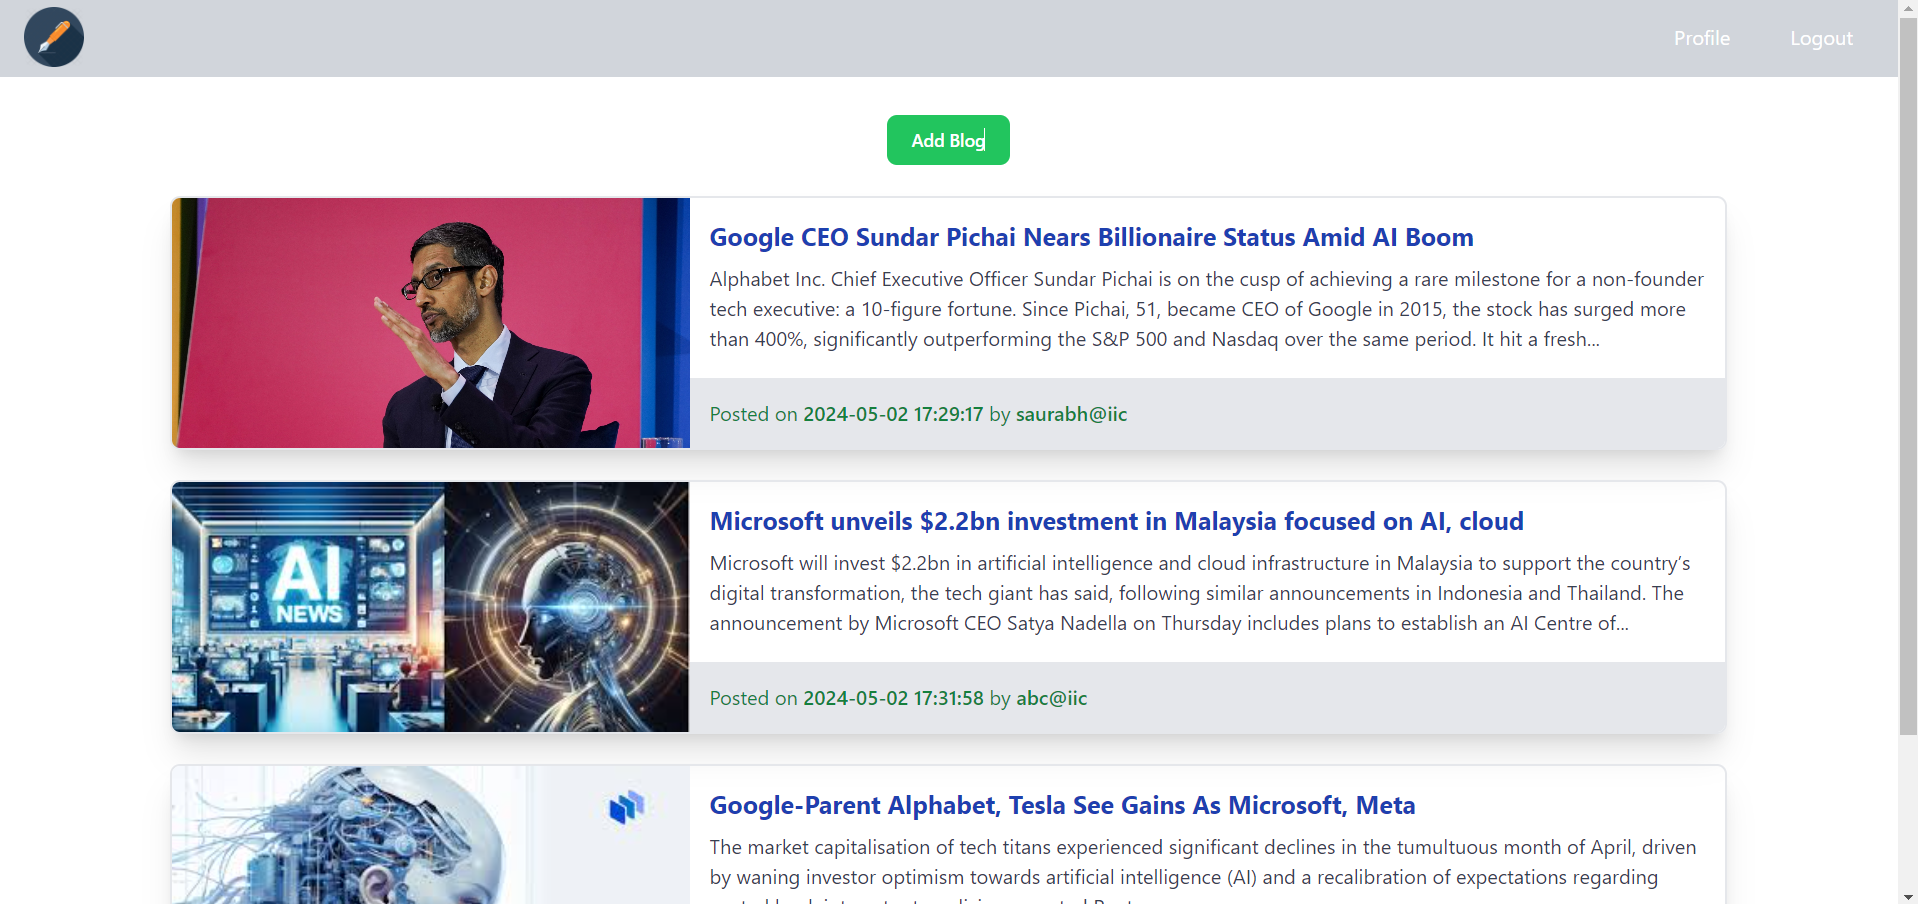 Profile Logout
Add Blog
Google CEO Sundar Pichai Nears Billionaire Status Amid AI Boom
Alphabet Inc. Chief Executive Officer Sundar Pichai is on the cusp of achieving a rare milestone for a non-founder
tech executive: a 10-figure fortune. Since Pichai, 51, became CEO of Google in 2015, the stock has surged more
than 400%, significantly outperforming the S&P 500 and Nasdaq over the same period. It hit a fresh...
Posted on 2024-05-02 17:29:17 by saurabh@iic
AI
NEWS
Microsoft unveils $2.2bn investment in Malaysia focused on AI, cloud
Microsoft will invest $2.2bn in artificial intelligence and cloud infrastructure in Malaysia to support the country’s
digital transformation, the tech giant has said, following similar announcements in Indonesia and Thailand. The
announcement by Microsoft CEO Satya Nadella on Thursday includes plans to establish an AI Centre of...
Posted on 2024-05-02 17:31:58 by abc@iic
Google-Parent Alphabet, Tesla See Gains As Microsoft, Meta
The market capitalisation of tech titans experienced significant declines in the tumultuous month of April, driven
by waning investor optimism towards artificial intelligence (AI) and a recalibration of expectations regarding